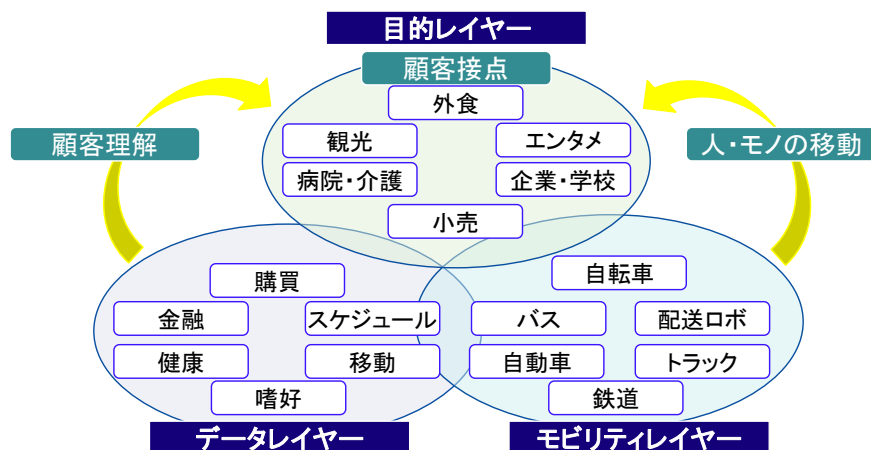 目的レイヤー
顧客接点
外食
観光
エンタメ
顧客理解
人・モノの移動
病院・介護
企業・学校
小売
購買
自転車
金融
スケジュール
バス
配送ロボ
健康
移動
自動車
トラック
嗜好
鉄道
データレイヤー
モビリティレイヤー